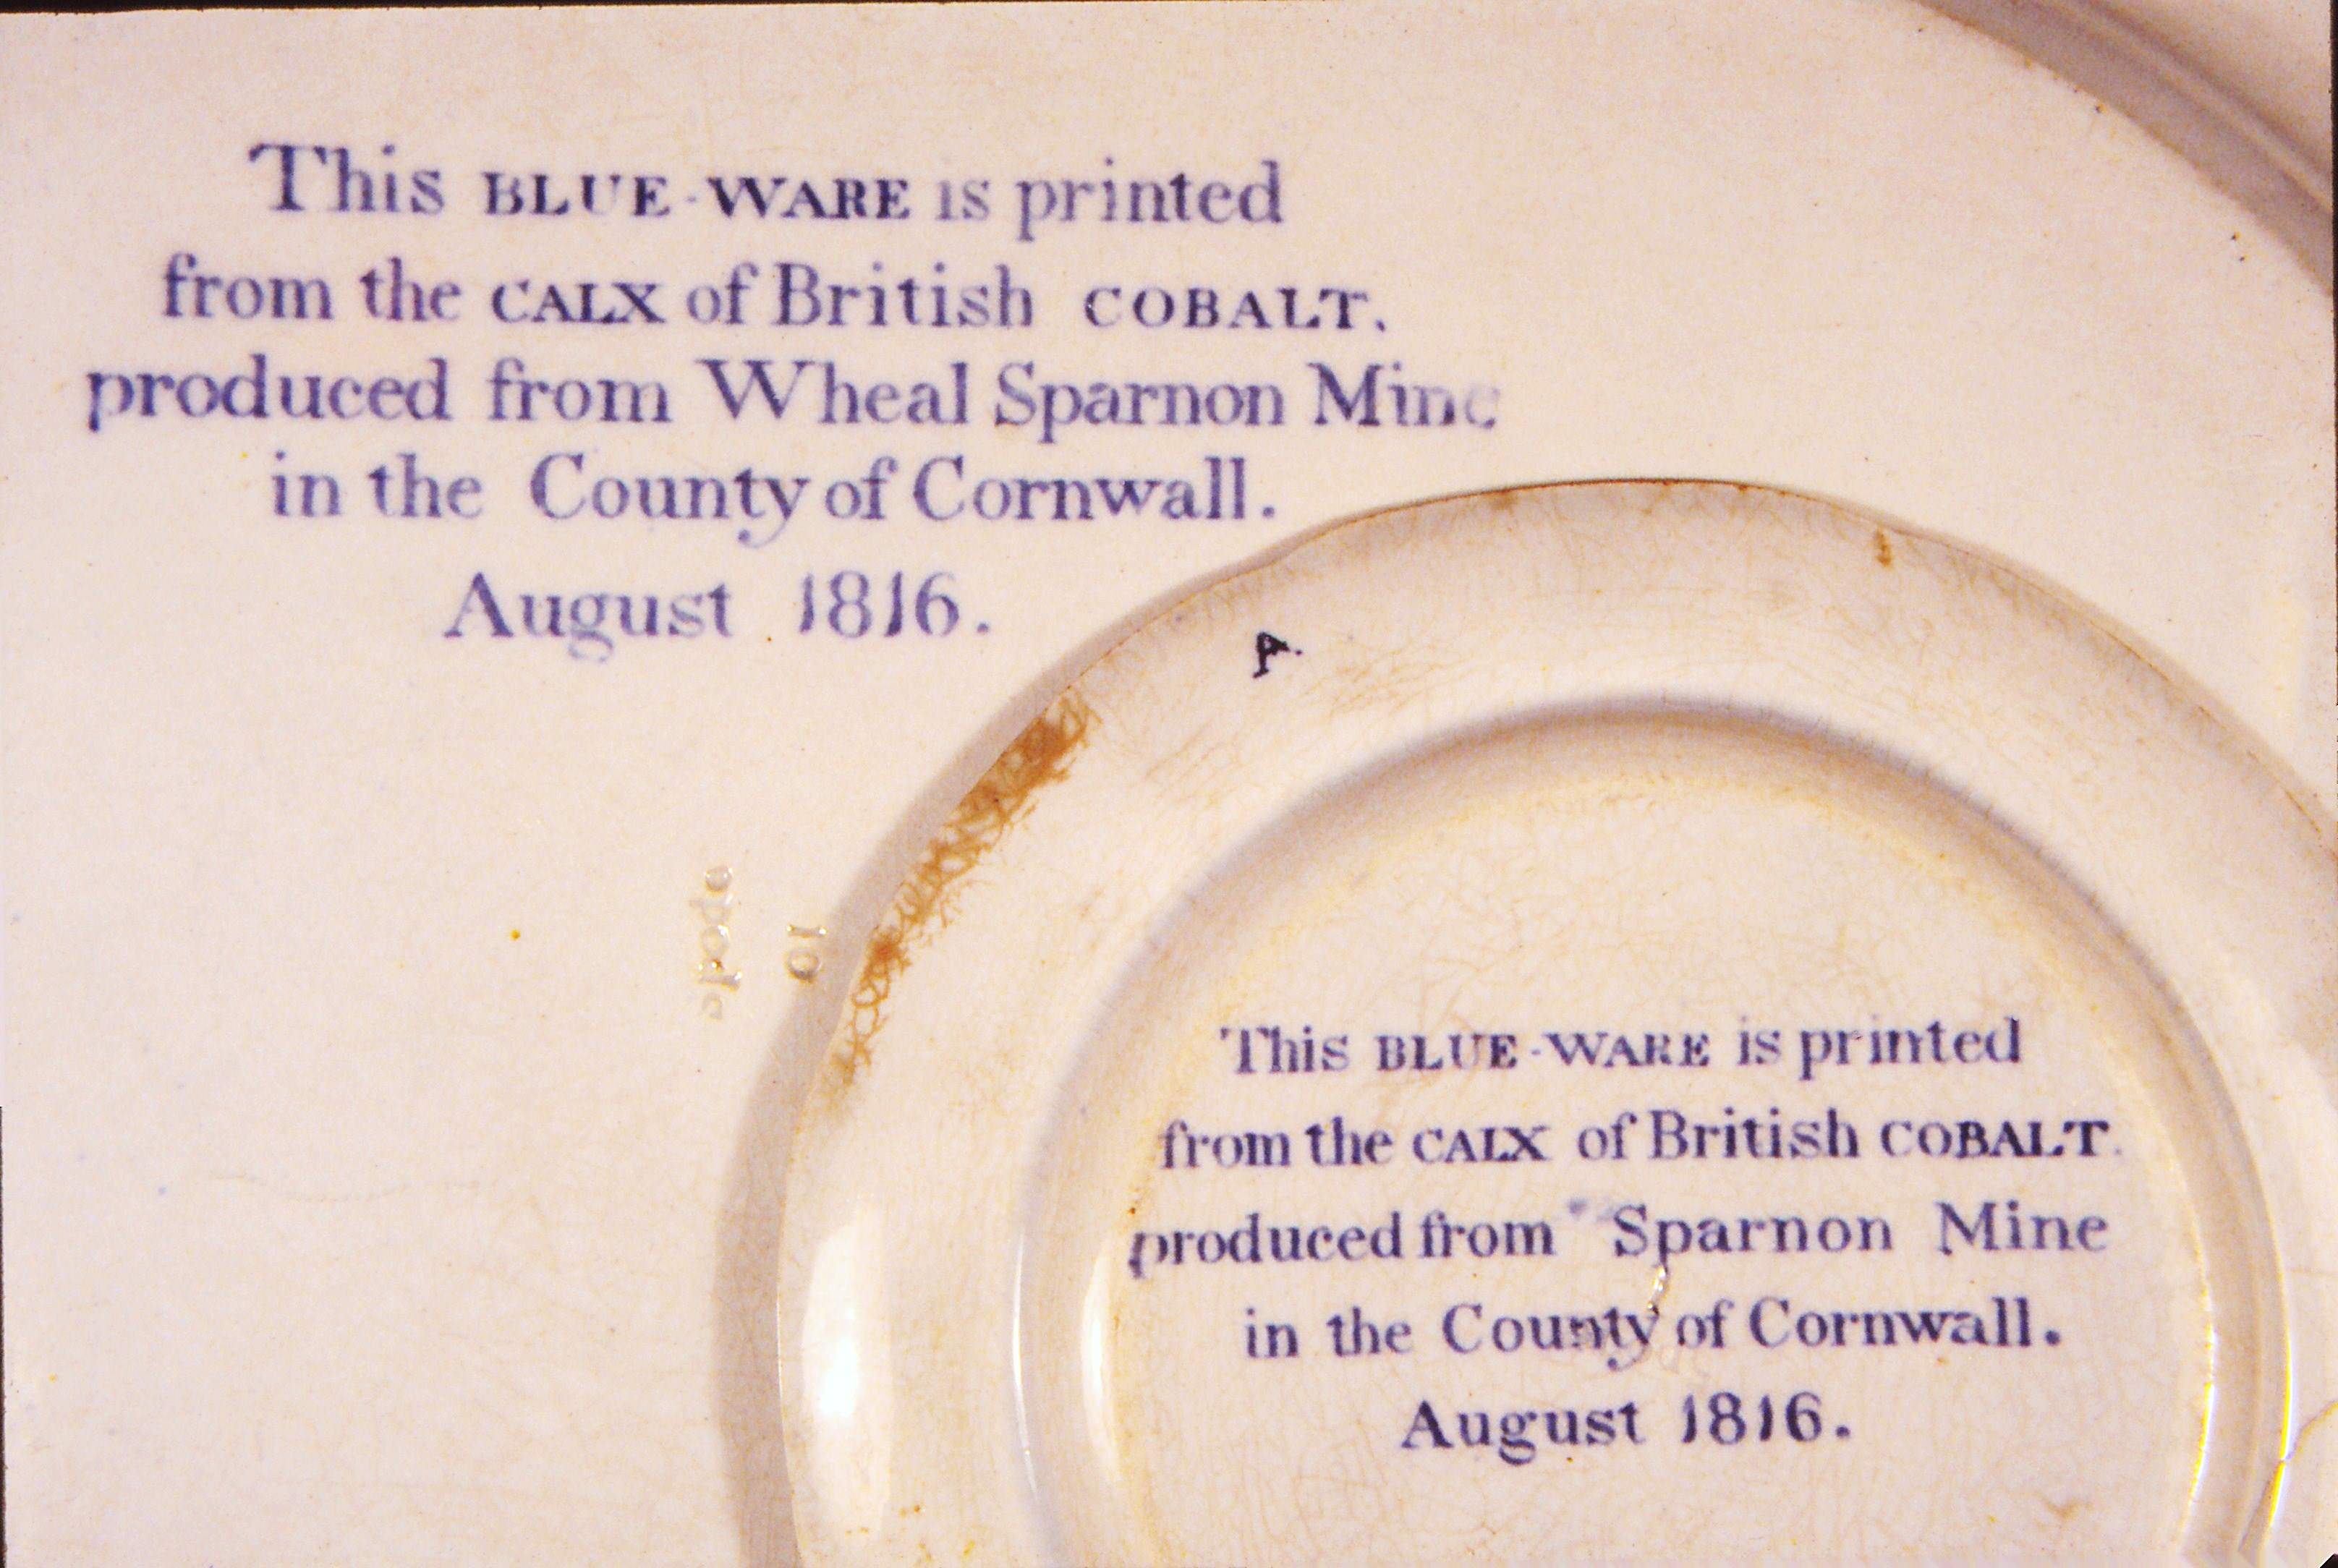 This BLUE-WARE is printed
from the CALX of British COBALT.
produced from Wheal Sparnon Mine
in the County of Cornwall.
August 1816.
A.
spode
10
This BLUE-WARE is printed
from the CALX of British COBALT.
produced from Sparnon Mine
in the County of Cornwall.
August 1816.